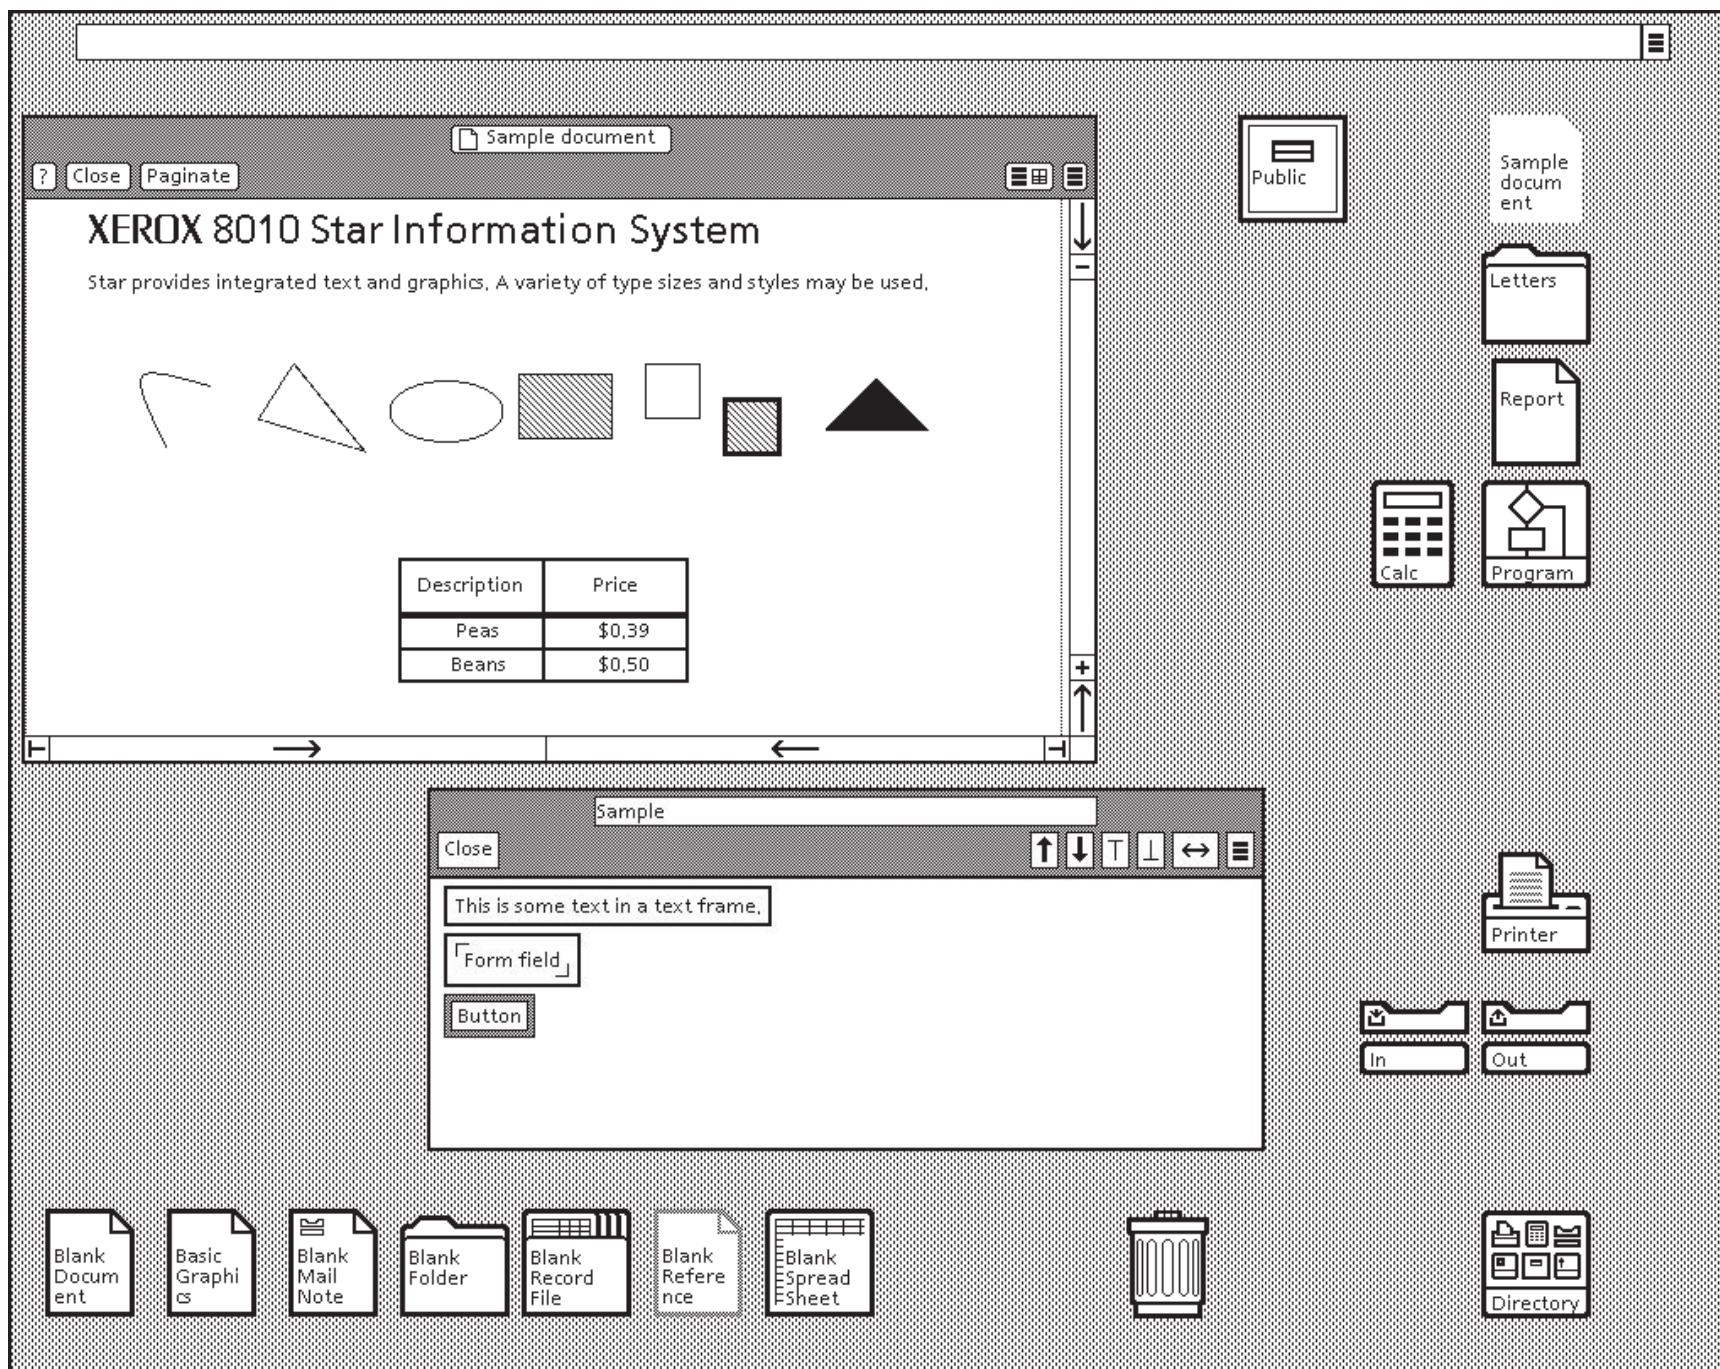 Sample document
? Close Paginate
XEROX 8010 Star Information System
Star provides integrated text and graphics. A variety of type sizes and styles may be used.
Description Price
Peas $0.39
Beans $0.50
Public
Sample
docum
ent
Letters
Report
Calc
Program
Sample
Close
This is some text in a text frame.
Form field
Button
Printer
In
Out
Blank
Docum
ent
Basic
Graphi
cs
Blank
Mail
Note
Blank
Folder
Blank
Record
File
Blank
Refere
nce
Blank
Spread
Sheet
Directory